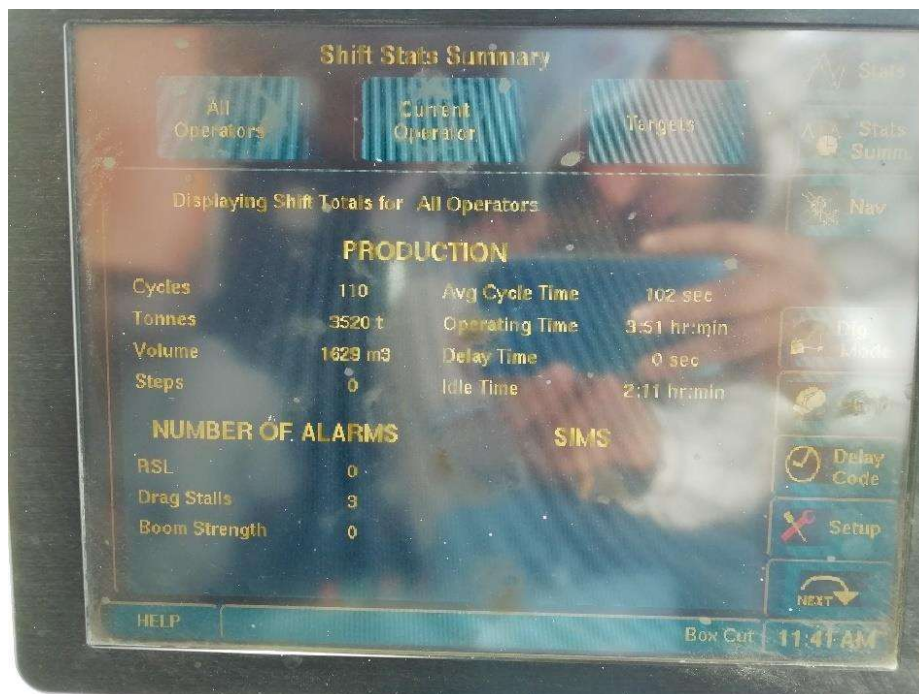 Shift Stats Summary
Stats
All Operators
Current Operator
Targets
Stats Summ
Displaying Shift Totals for All Operators
Nav
PRODUCTION
Cycles 110 Avg Cycle Time 102 sec
Tonnes 3520 t Operating Time 3:51 hr:min
Volume 1629 m3 Delay Time 0 sec
Steps 0 Idle Time 2:11 hr:min
Dig Mode
NUMBER OF ALARMS SIMS
RSL 0
Drag Stalls 3
Boom Strength 0
Delay Code
Setup
NEXT
HELP
Box Cut 11:41 AM